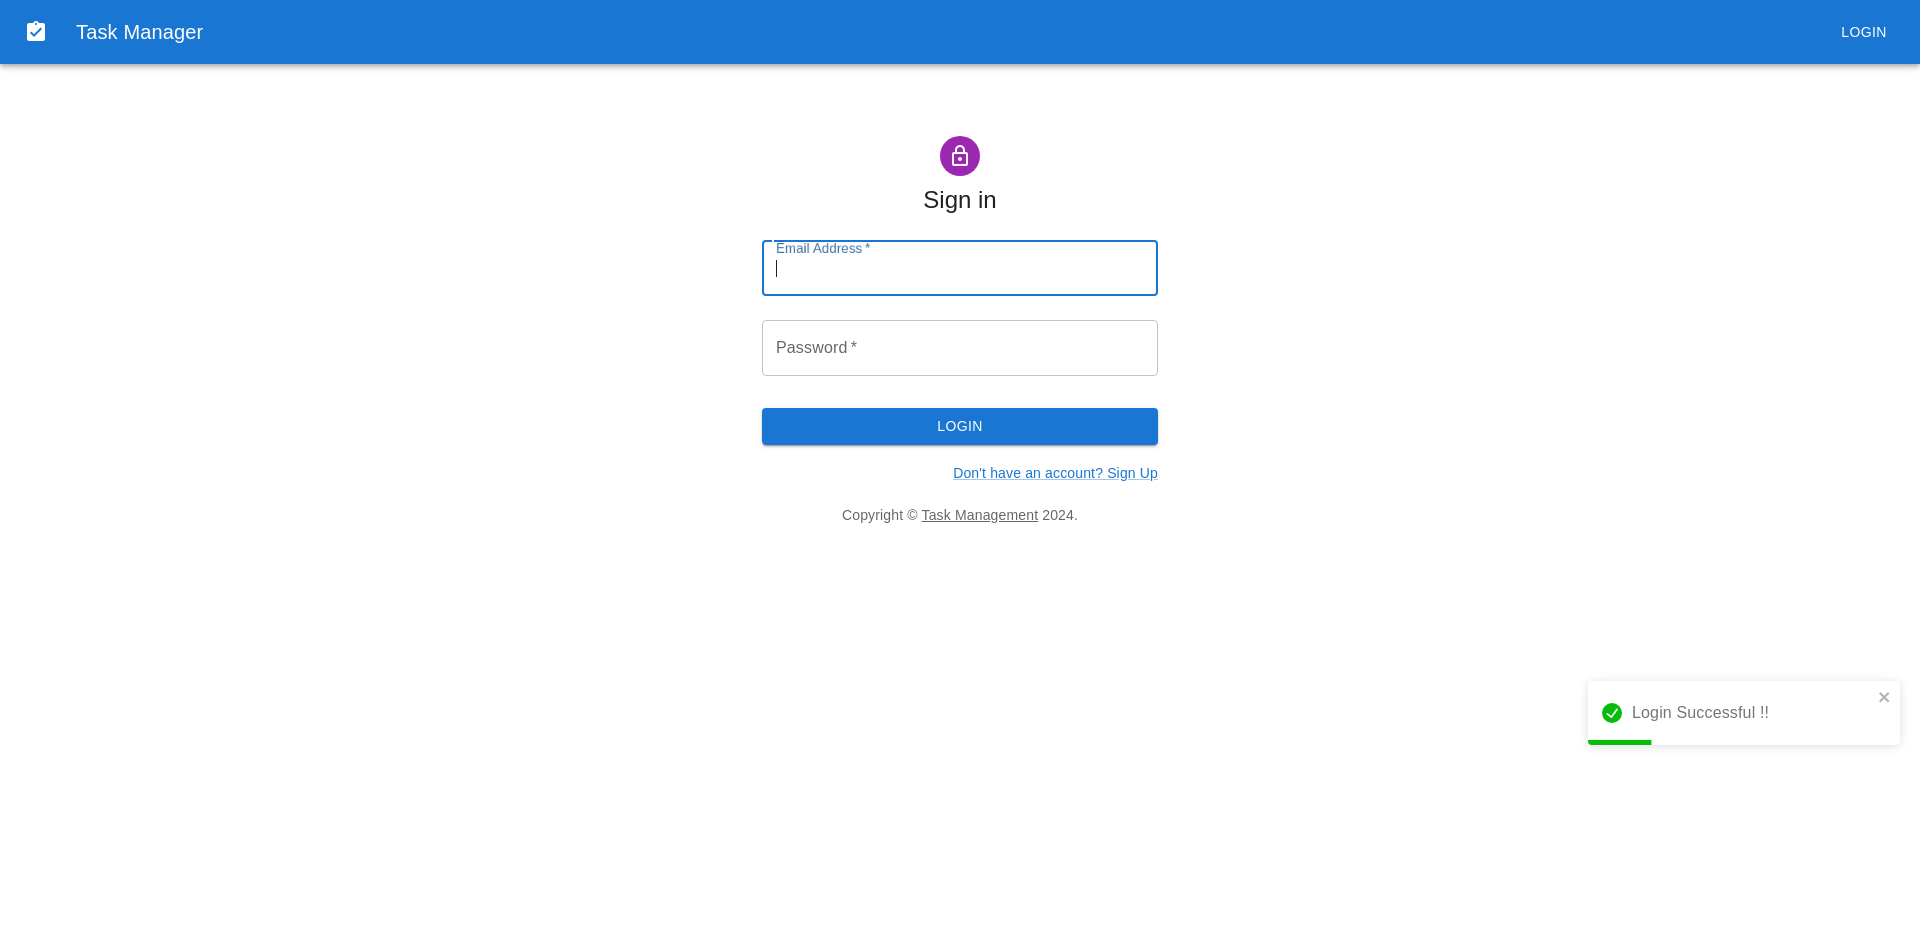 Task Manager
LOGIN
Sign in
Email Address *
Password *
LOGIN
Don't have an account? Sign Up
Copyright © Task Management 2024.
Login Successful !!